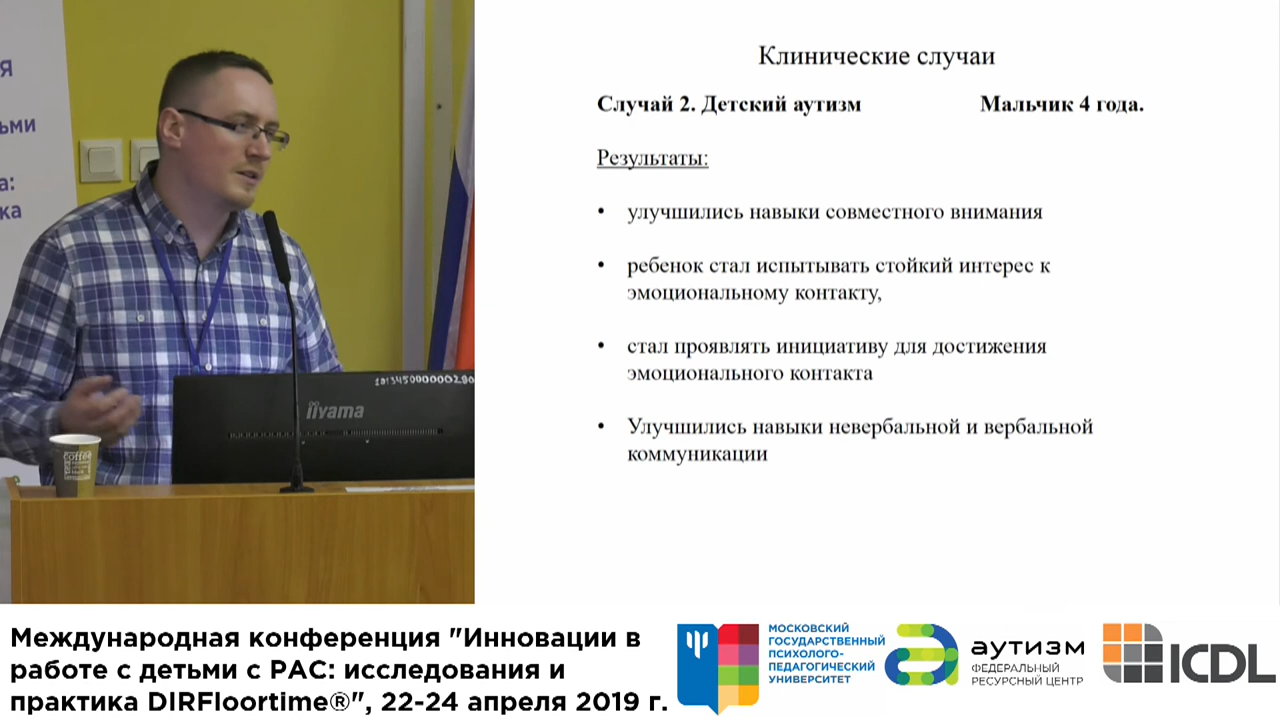 я
ьми
а:
ка
iiyama
coffee
Клинические случаи
Случай 2. Детский аутизм Мальчик 4 года.
Результаты:
• улучшились навыки совместного внимания
• ребенок стал испытывать стойкий интерес к
эмоциональному контакту,
• стал проявлять инициативу для достижения
эмоционального контакта
• Улучшились навыки невербальной и вербальной
коммуникации
Международная конференция "Инновации в
работе с детьми с РАС: исследования и
практика DIRFloortime®", 22-24 апреля 2019 г.
МОСКОВСКИЙ
ГОСУДАРСТВЕННЫЙ
ПСИХОЛОГО-
ПЕДАГОГИЧЕСКИЙ
УНИВЕРСИТЕТ
аутизм
ФЕДЕРАЛЬНЫЙ
РЕСУРСНЫЙ ЦЕНТР
ICDL